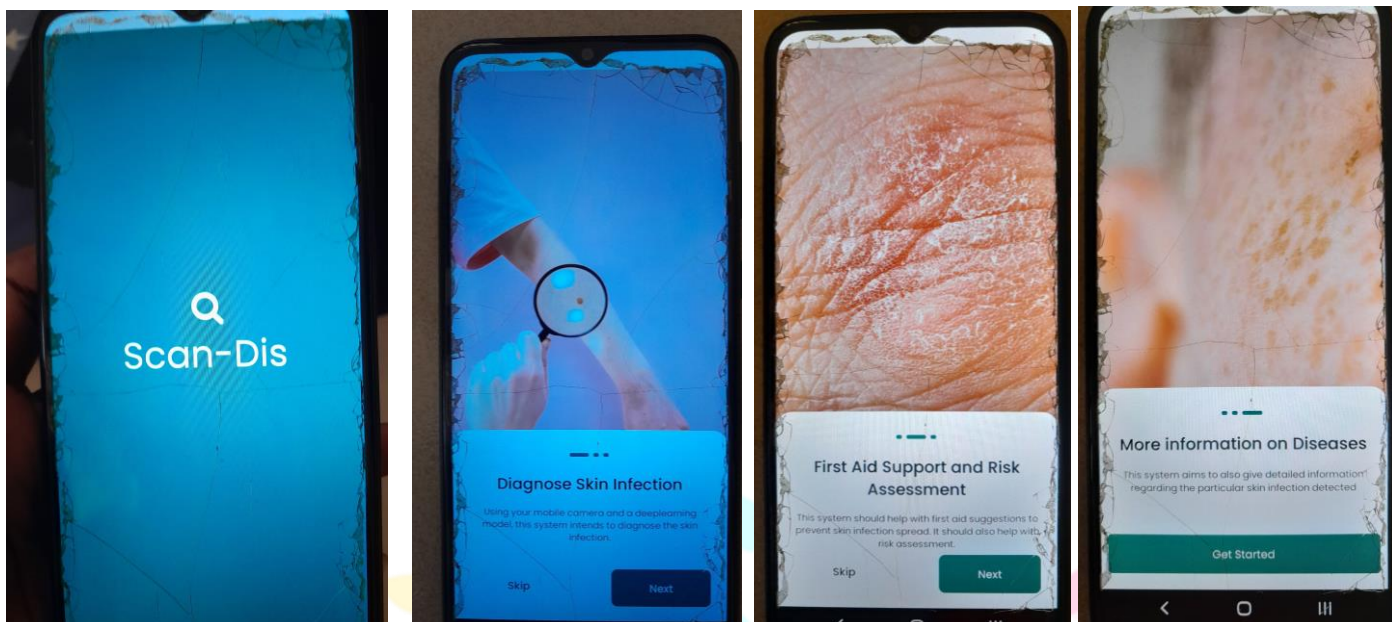 Scan-Dis
Diagnose Skin Infection
Using your mobile camera and a deeplearning
model, this system intends to diagnose the skin
infection.
Skip
Next
First Aid Support and Risk
Assessment
This system should help with first aid suggestions to
prevent skin infection spread. It should also help with
risk assessment.
Skip
Next
More information on Diseases
This system aims to also give detailed information
regarding the particular skin infection detected
Get Started